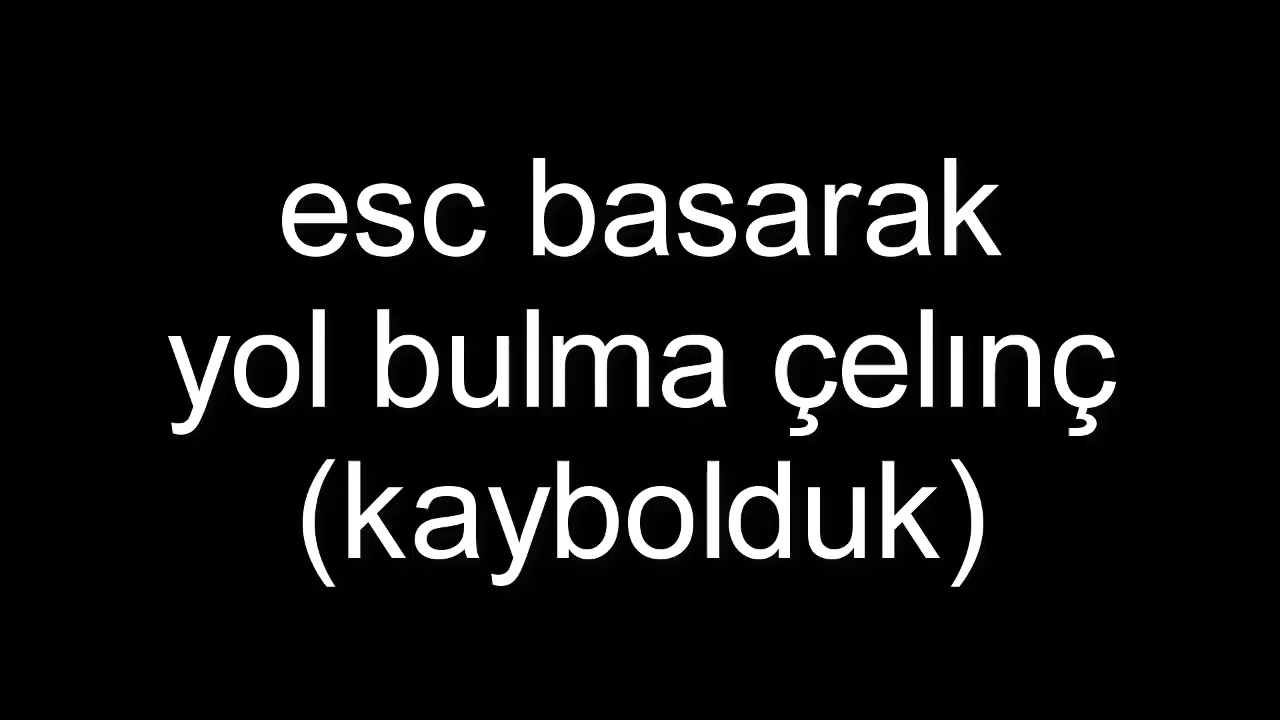 esc basarak
yol bulma çelınç
(kaybolduk)